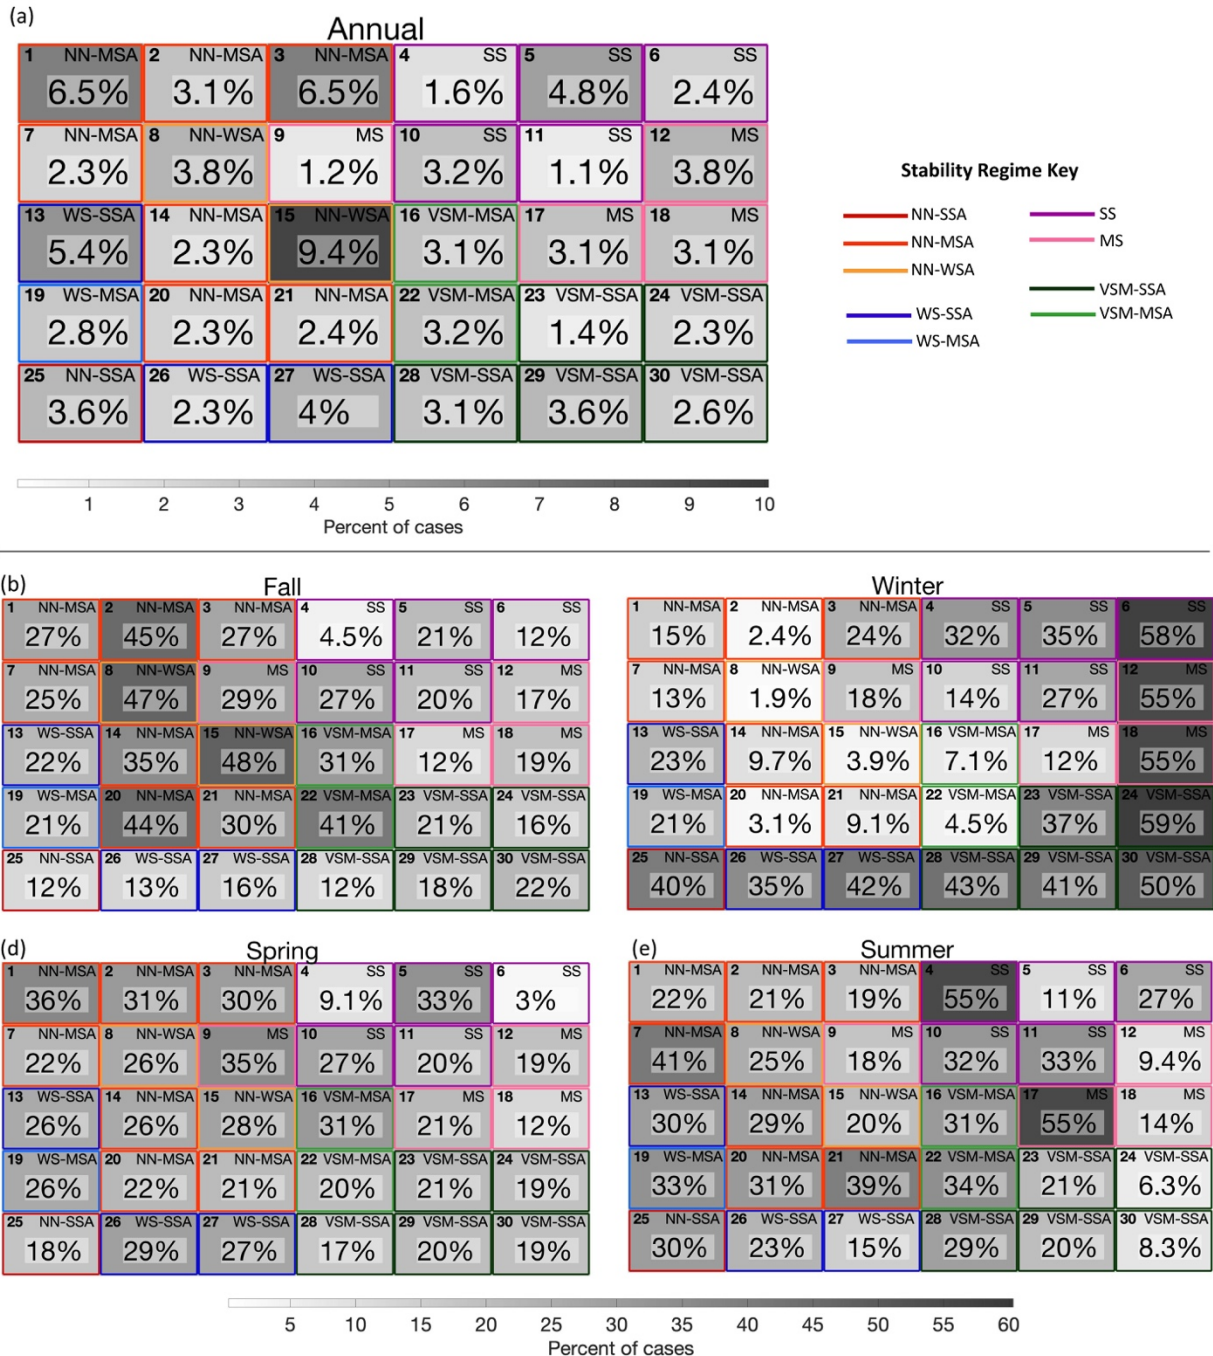 (a)
Annual
1 NN-MSA 2 NN-MSA 3 NN-MSA 4 SS 5 SS 6 SS
6.5% 3.1% 6.5% 1.6% 4.8% 2.4%
7 NN-MSA 8 NN-WSA 9 MS 10 SS 11 SS 12 MS
2.3% 3.8% 1.2% 3.2% 1.1% 3.8%
13 WS-SSA 14 NN-MSA 15 NN-WSA 16 VSM-MSA 17 MS 18 MS
5.4% 2.3% 9.4% 3.1% 3.1% 3.1%
19 WS-MSA 20 NN-MSA 21 NN-MSA 22 VSM-MSA 23 VSM-SSA 24 VSM-SSA
2.8% 2.3% 2.4% 3.2% 1.4% 2.3%
25 NN-SSA 26 WS-SSA 27 WS-SSA 28 VSM-SSA 29 VSM-SSA 30 VSM-SSA
3.6% 2.3% 4% 3.1% 3.6% 2.6%
1 2 3 4 5 6 7 8 9 10
Percent of cases
Stability Regime Key
NN-SSA SS
NN-MSA MS
NN-WSA
VSM-SSA
WS-SSA VSM-MSA
WS-MSA
(b)
Fall
1 NN-MSA 2 NN-MSA 3 NN-MSA 4 SS 5 SS 6 SS
27% 45% 27% 4.5% 21% 12%
7 NN-MSA 8 NN-WSA 9 MS 10 SS 11 SS 12 MS
25% 47% 29% 27% 20% 17%
13 WS-SSA 14 NN-MSA 15 NN-WSA 16 VSM-MSA 17 MS 18 MS
22% 35% 48% 31% 12% 19%
19 WS-MSA 20 NN-MSA 21 NN-MSA 22 VSM-MSA 23 VSM-SSA 24 VSM-SSA
21% 44% 30% 41% 21% 16%
25 NN-SSA 26 WS-SSA 27 WS-SSA 28 VSM-SSA 29 VSM-SSA 30 VSM-SSA
12% 13% 16% 12% 18% 22%
Winter
1 NN-MSA 2 NN-MSA 3 NN-MSA 4 SS 5 SS 6 SS
15% 2.4% 24% 32% 35% 58%
7 NN-MSA 8 NN-WSA 9 MS 10 SS 11 SS 12 MS
13% 1.9% 18% 14% 27% 55%
13 WS-SSA 14 NN-MSA 15 NN-WSA 16 VSM-MSA 17 MS 18 MS
23% 9.7% 3.9% 7.1% 12% 55%
19 WS-MSA 20 NN-MSA 21 NN-MSA 22 VSM-MSA 23 VSM-SSA 24 VSM-SSA
21% 3.1% 9.1% 4.5% 37% 59%
25 NN-SSA 26 WS-SSA 27 WS-SSA 28 VSM-SSA 29 VSM-SSA 30 VSM-SSA
40% 35% 42% 43% 41% 50%
(d)
Spring
1 NN-MSA 2 NN-MSA 3 NN-MSA 4 SS 5 SS 6 SS
36% 31% 30% 9.1% 33% 3%
7 NN-MSA 8 NN-WSA 9 MS 10 SS 11 SS 12 MS
22% 26% 35% 27% 20% 19%
13 WS-SSA 14 NN-MSA 15 NN-WSA 16 VSM-MSA 17 MS 18 MS
26% 26% 28% 31% 21% 12%
19 WS-MSA 20 NN-MSA 21 NN-MSA 22 VSM-MSA 23 VSM-SSA 24 VSM-SSA
26% 22% 21% 20% 21% 19%
25 NN-SSA 26 WS-SSA 27 WS-SSA 28 VSM-SSA 29 VSM-SSA 30 VSM-SSA
18% 29% 27% 17% 20% 19%
(e)
Summer
1 NN-MSA 2 NN-MSA 3 NN-MSA 4 SS 5 SS 6 SS
22% 21% 19% 55% 11% 27%
7 NN-MSA 8 NN-WSA 9 MS 10 SS 11 SS 12 MS
41% 25% 18% 32% 33% 9.4%
13 WS-SSA 14 NN-MSA 15 NN-WSA 16 VSM-MSA 17 MS 18 MS
30% 29% 20% 31% 55% 14%
19 WS-MSA 20 NN-MSA 21 NN-MSA 22 VSM-MSA 23 VSM-SSA 24 VSM-SSA
33% 31% 39% 34% 21% 6.3%
25 NN-SSA 26 WS-SSA 27 WS-SSA 28 VSM-SSA 29 VSM-SSA 30 VSM-SSA
30% 23% 15% 29% 20% 8.3%
5 10 15 20 25 30 35 40 45 50 55 60
Percent of cases